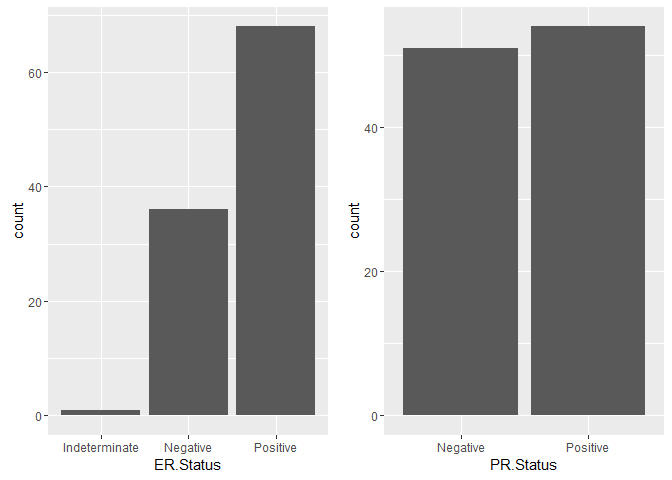 count
60
40
20
0
Indeterminate Negative Positive
ER.Status
count
40
20
0
Negative Positive
PR.Status